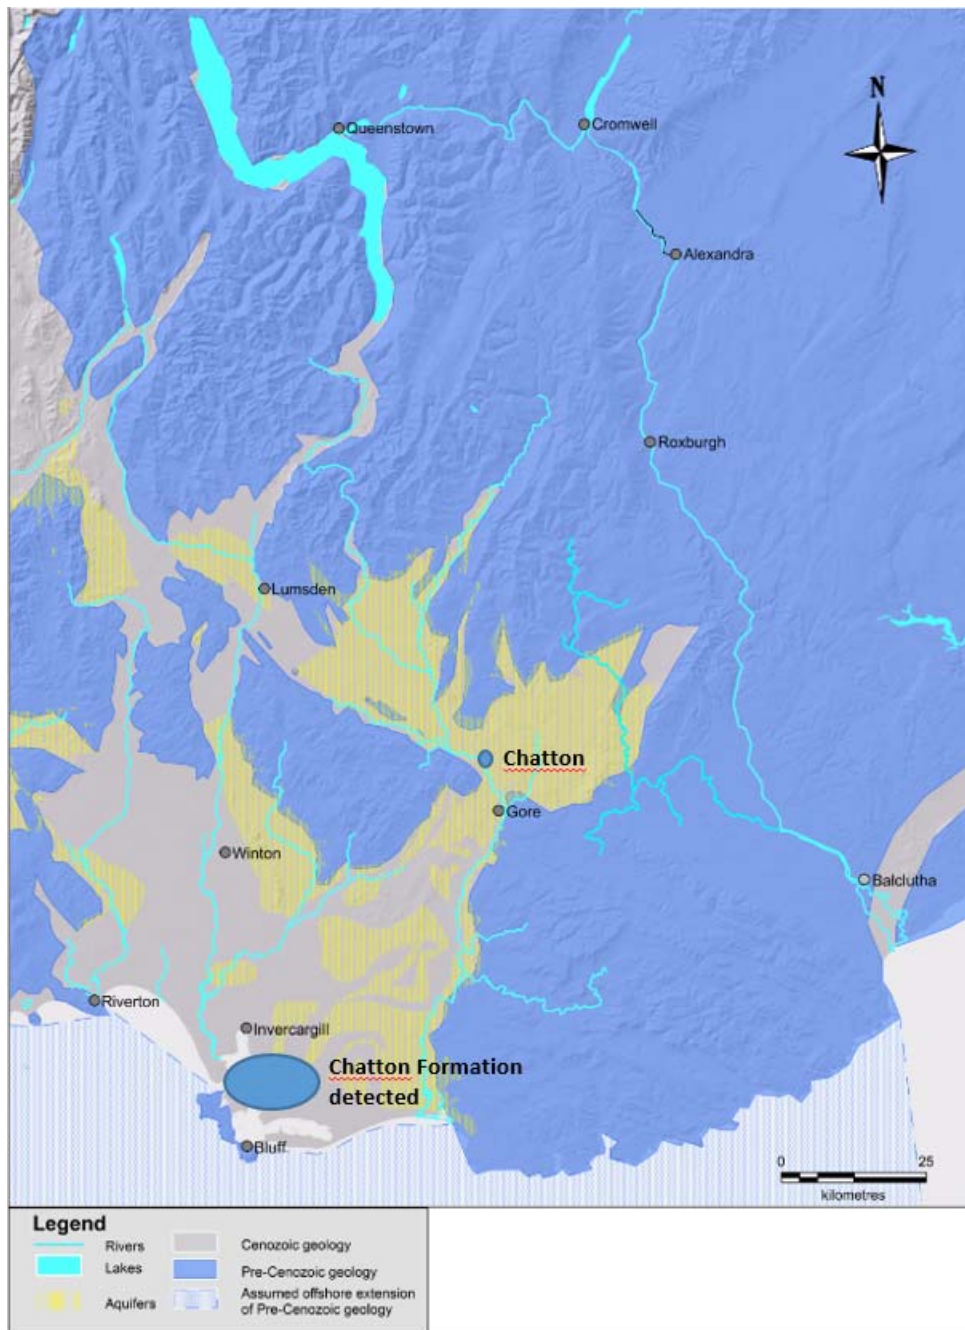 N
Queenstown
Cromwell
Alexandra
Roxburgh
Lumsden
Chatton
Gore
Winton
Balclutha
Riverton
Invercargill
Chatton Formation
detected
Bluff
0 25
kilometres
Legend
Rivers
Lakes
Aquifers
Cenozoic geology
Pre-Cenozoic geology
Assumed offshore extension
of Pre-Cenozoic geology